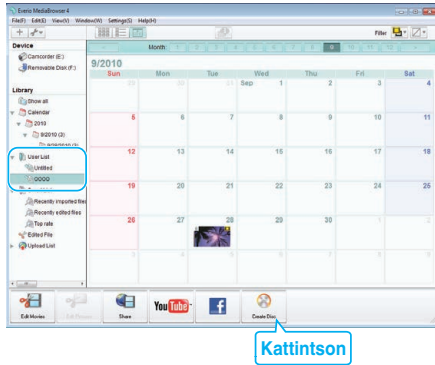 Everio MediaBrowser 4
File(F) Edit(E) View(V) Window(W) Settings(S) Help(H)
Filter
Device
Month
Camcorder (E:)
Removable Disk (F:)
9/2010
Sun Mon Tue Wed Thu Fri Sat
Library
29 30 31 Sep 1 2 3 4
Show all
Calendar
2010
9/2010 (3)
5 6 7 8 9 10 11
User List
Untitled
12 13 14 15 16 17 18
Recently imported files
19 20 21 22 23 24 25
Recently edited files
Top rate
Edited File
Upload List
26 27 28 29 30 1 2
3 4 5 6 7 8 9
Edit Movies
Share
YouTube
f
Create Disc
Kattintson